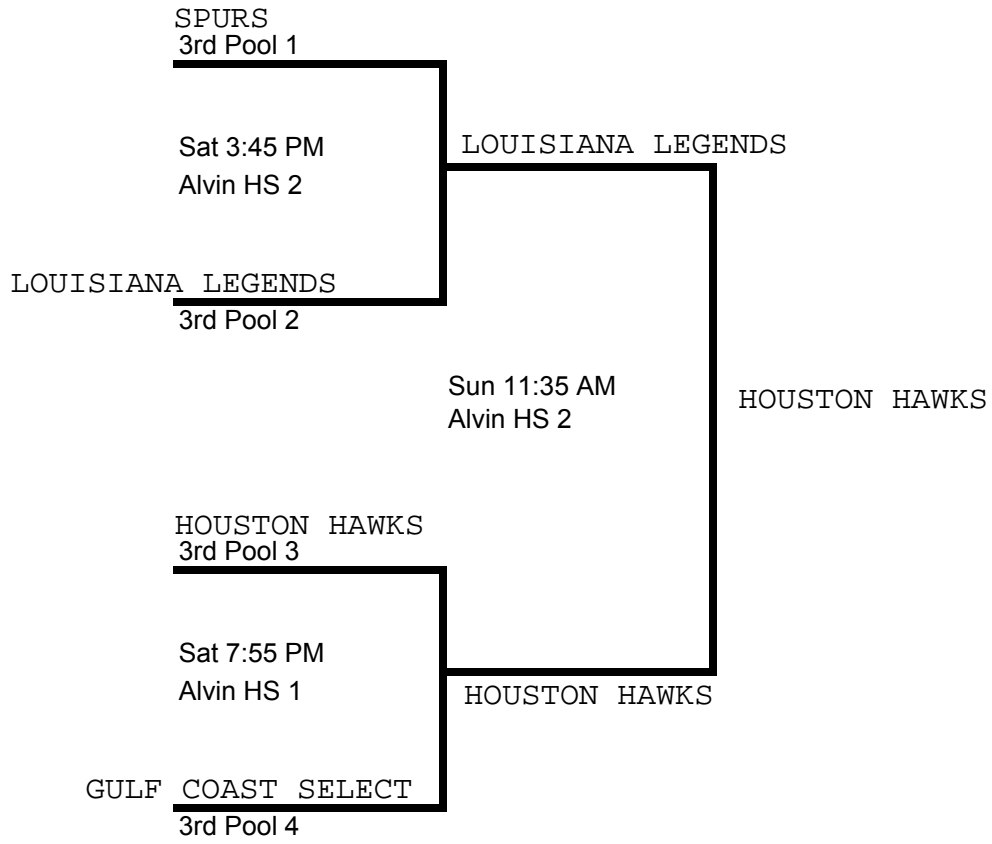 SPURS
3rd Pool 1
Sat 3:45 PM
Alvin HS 2
LOUISIANA LEGENDS
LOUISIANA LEGENDS
3rd Pool 2
Sun 11:35 AM
Alvin HS 2
HOUSTON HAWKS
HOUSTON HAWKS
3rd Pool 3
Sat 7:55 PM
Alvin HS 1
HOUSTON HAWKS
GULF COAST SELECT
3rd Pool 4